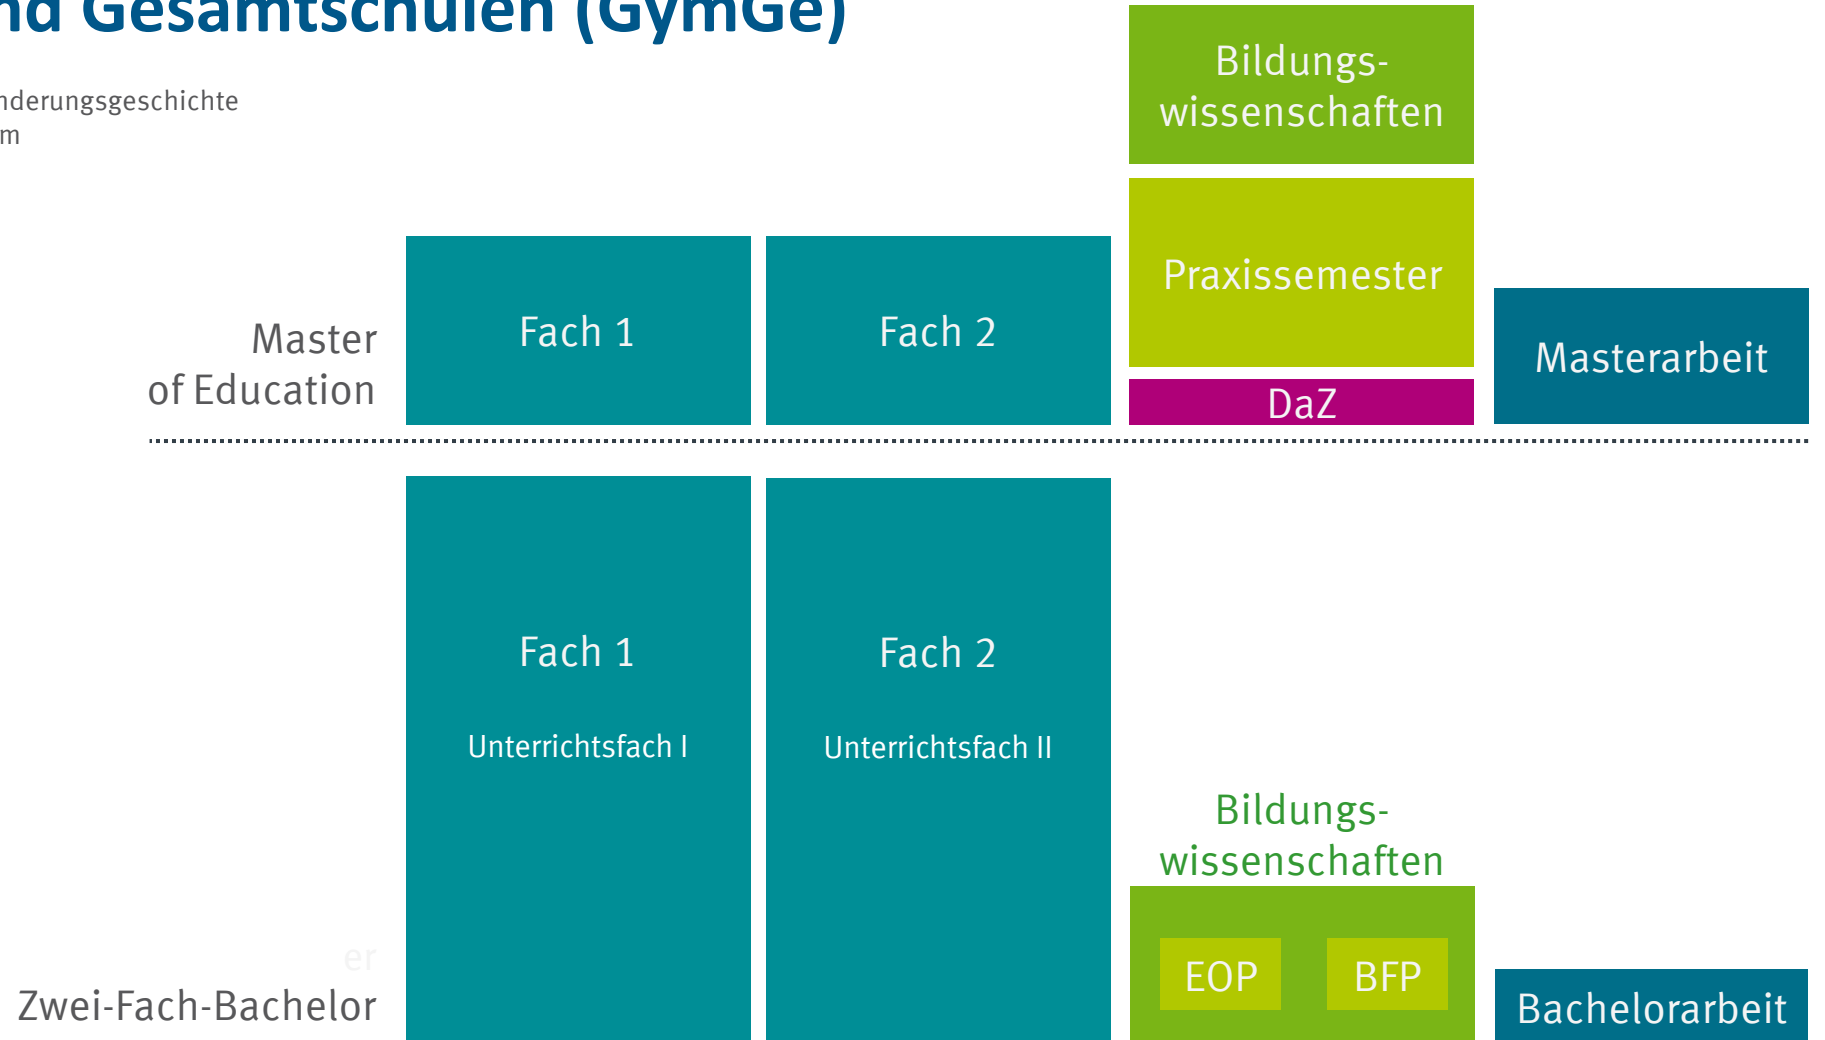 nd Gesamtschulen (GymGe)
nderungsgeschichte
m
Bildungs-
wissenschaften
Praxissemester
DaZ
Master
of Education
Fach 1
Fach 2
Masterarbeit
Fach 1
Unterrichtsfach I
Fach 2
Unterrichtsfach II
Bildungs-
wissenschaften
EOP
BFP
er
Zwei-Fach-Bachelor
Bachelorarbeit